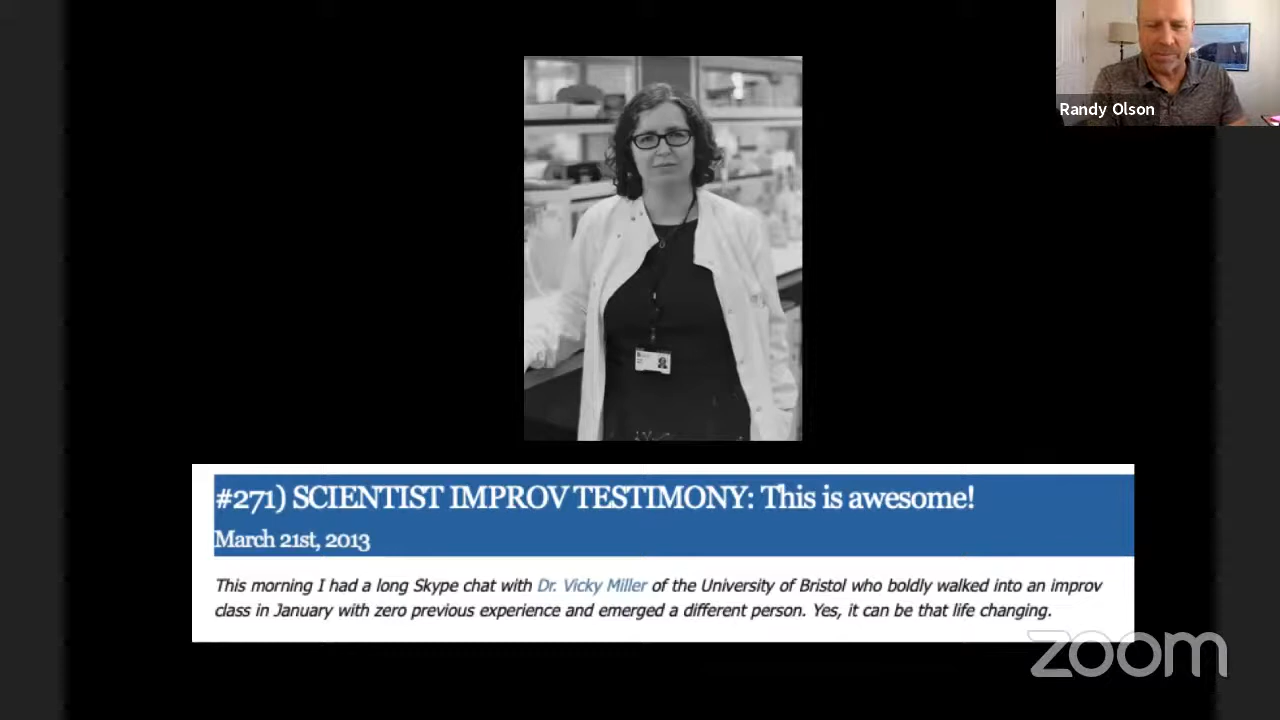 Randy Olson
#271) SCIENTIST IMPROV TESTIMONY: This is awesome!
March 21st, 2013
This morning I had a long Skype chat with Dr. Vicky Miller of the University of Bristol who boldly walked into an improv
class in January with zero previous experience and emerged a different person. Yes, it can be that life changing.
zoom